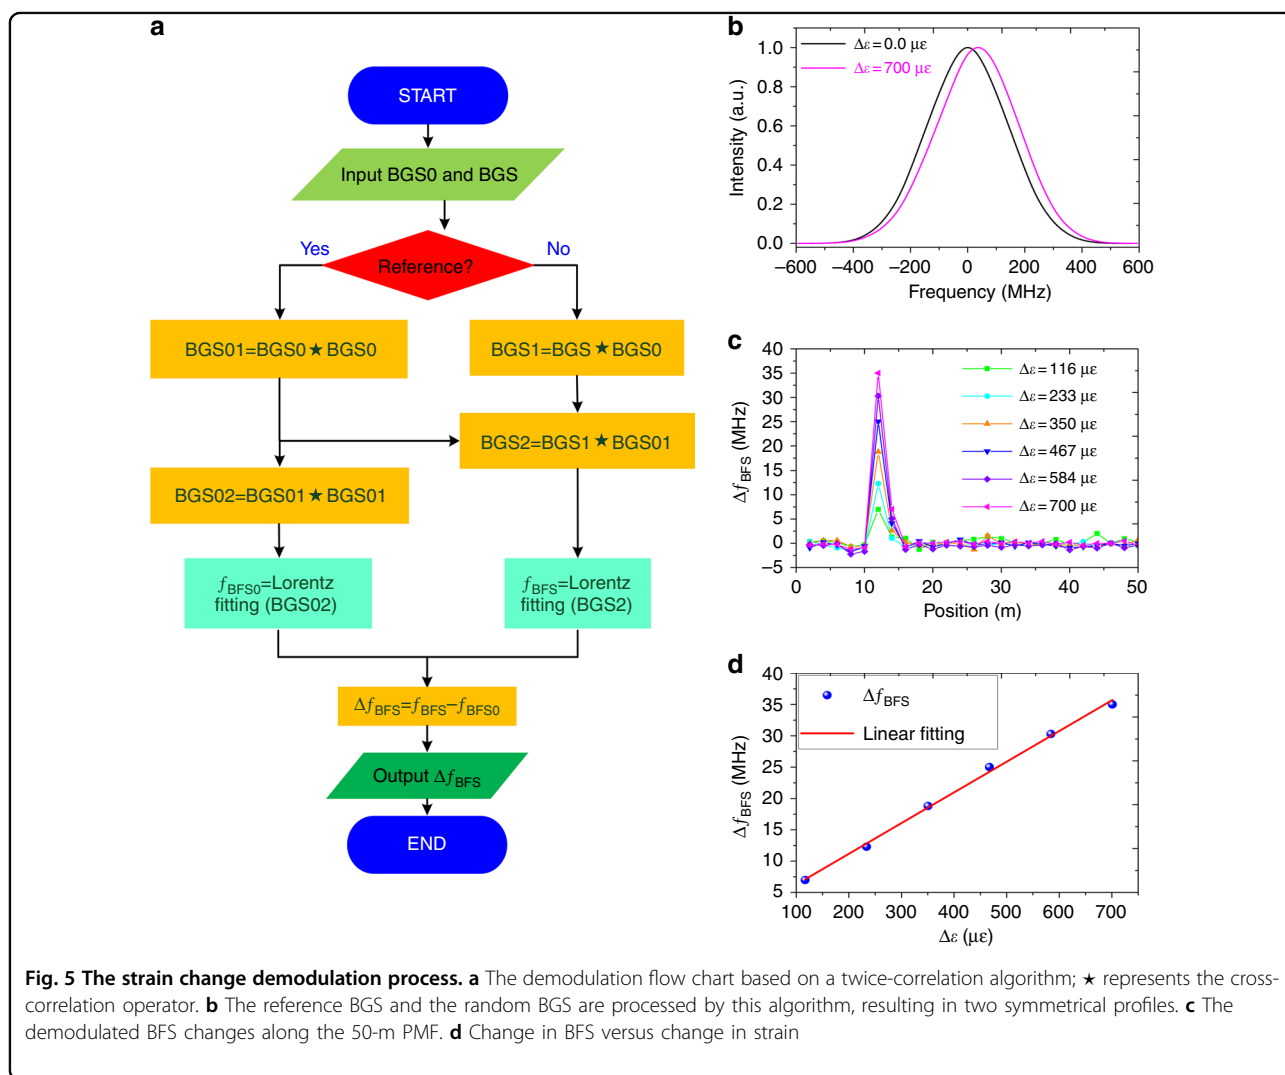 a
START
Input BGS0 and BGS
Yes
No
Reference?
BGS01=BGS0★BGS0
BGS1=BGS★BGS0
BGS2=BGS1★BGS01
BGS02=BGS01★BGS01
fBFS0=Lorentz
fitting (BGS02)
fBFS=Lorentz
fitting (BGS2)
ΔfBFS=fBFS−fBFS0
Output ΔfBFS
END
b
Δε=0.0 με
Δε=700 με
1.0
0.8
0.6
0.4
0.2
0.0
Intensity (a.u.)
−600 −400 −200 0 200 400 600
Frequency (MHz)
c
40
35
30
25
20
15
10
5
0
−5
ΔfBFS (MHz)
Δε=116 με
Δε=233 με
Δε=350 με
Δε=467 με
Δε=584 με
Δε=700 με
0 10 20 30 40 50
Position (m)
d
40
35
30
25
20
15
10
5
ΔfBFS (MHz)
ΔfBFS
Linear fitting
100 200 300 400 500 600 700
Δε (με)
Fig. 5 The strain change demodulation process. a The demodulation flow chart based on a twice-correlation algorithm; ★ represents the cross-
correlation operator. b The reference BGS and the random BGS are processed by this algorithm, resulting in two symmetrical profiles. c The
demodulated BFS changes along the 50-m PMF. d Change in BFS versus change in strain